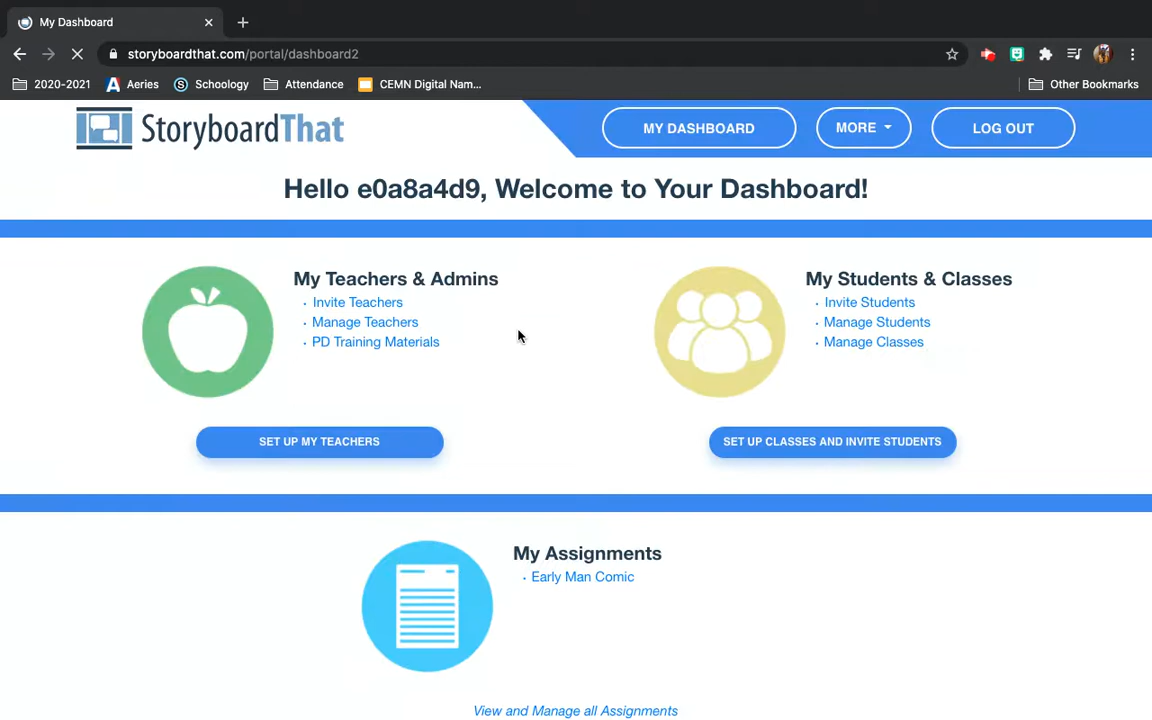 My Dashboard
storyboardthat.com/portal/dashboard2
2020-2021 Aeries Schoology Attendance CEMN Digital Nam... Other Bookmarks
StoryboardThat
MY DASHBOARD MORE LOG OUT
Hello e0a8a4d9, Welcome to Your Dashboard!
My Teachers & Admins
Invite Teachers
Manage Teachers
PD Training Materials
SET UP MY TEACHERS
My Students & Classes
Invite Students
Manage Students
Manage Classes
SET UP CLASSES AND INVITE STUDENTS
My Assignments
Early Man Comic
View and Manage all Assignments